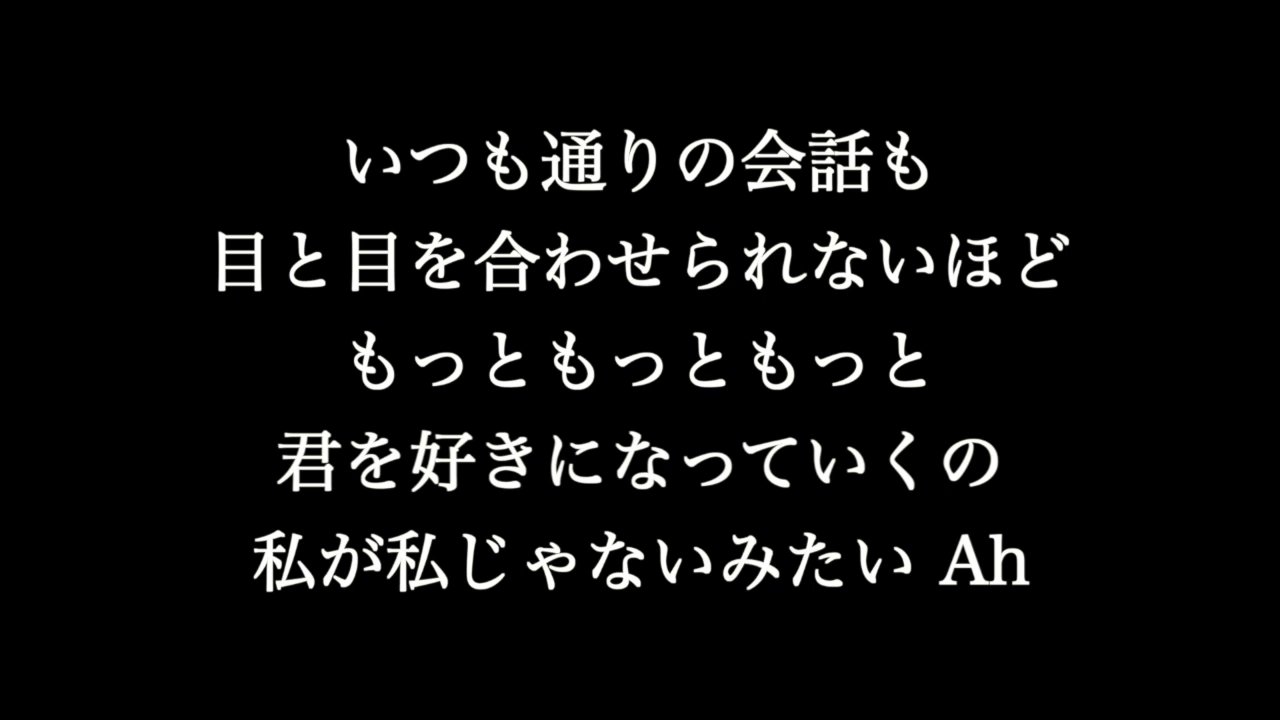 いつも通りの会話も
目と目を合わせられないほど
もっともっともっと
君を好きになっていくの
私が私じゃないみたい Ah